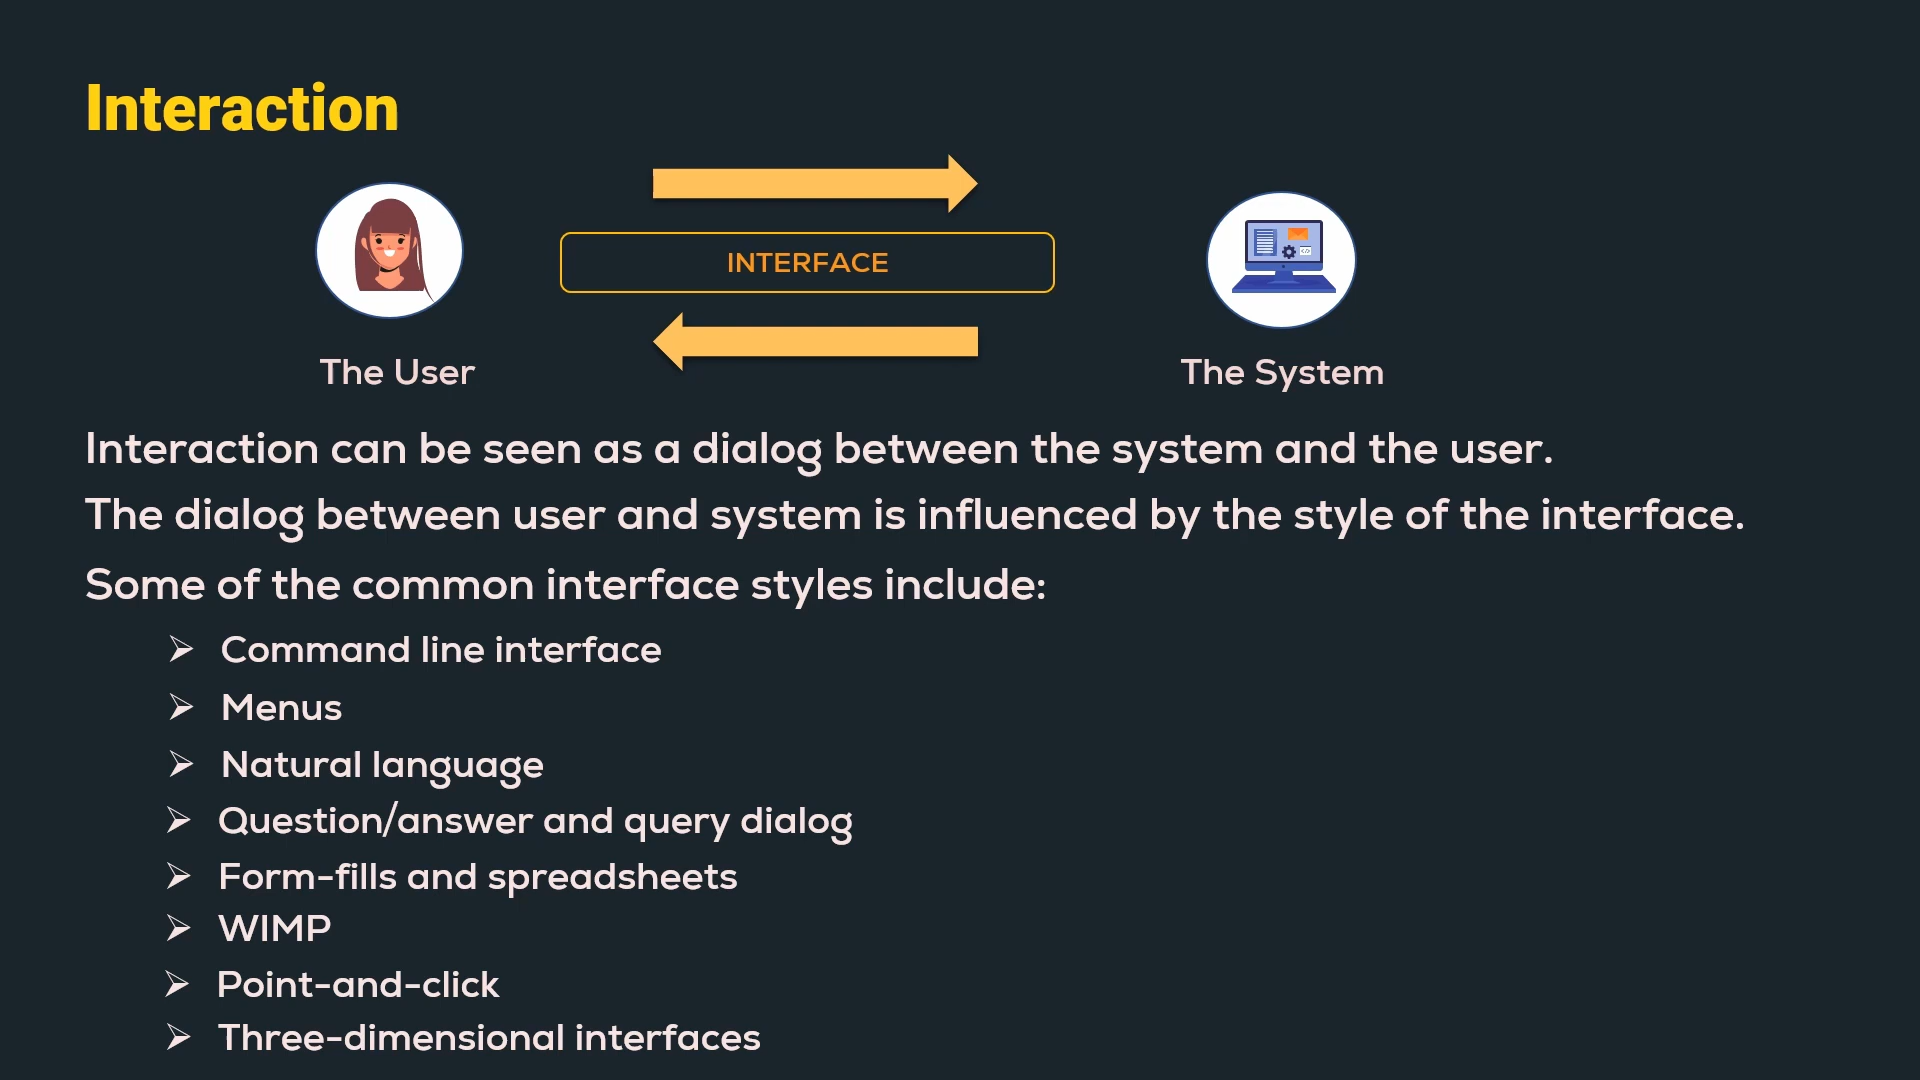 Interaction
INTERFACE
The User
The System
Interaction can be seen as a dialog between the system and the user.
The dialog between user and system is influenced by the style of the interface.
Some of the common interface styles include:
➢ Command line interface
➢ Menus
➢ Natural language
➢ Question/answer and query dialog
➢ Form-fills and spreadsheets
➢ WIMP
➢ Point-and-click
➢ Three-dimensional interfaces